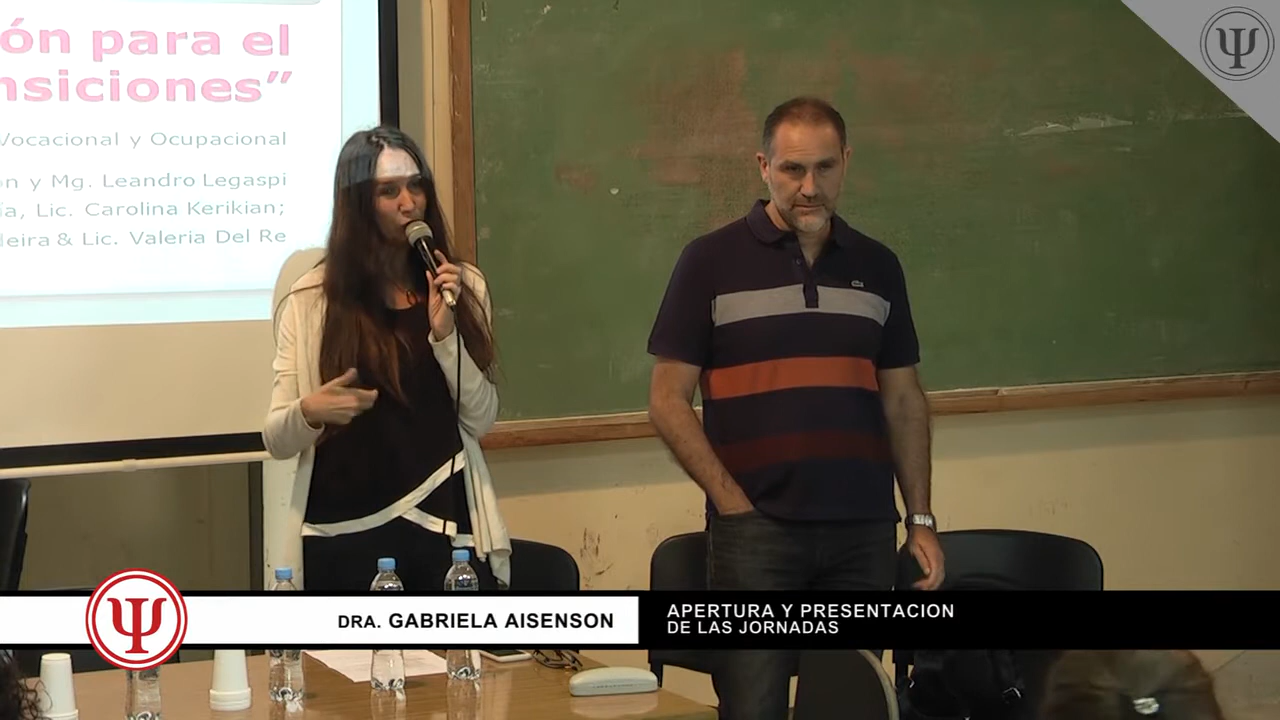 ón para el
nsiciones”
Vocacional y Ocupacional
ón y Mg. Leandro Legaspi
ía, Lic. Carolina Kerikian;
deira & Lic. Valeria Del Re
DRA. GABRIELA AISENSON
APERTURA Y PRESENTACION
DE LAS JORNADAS